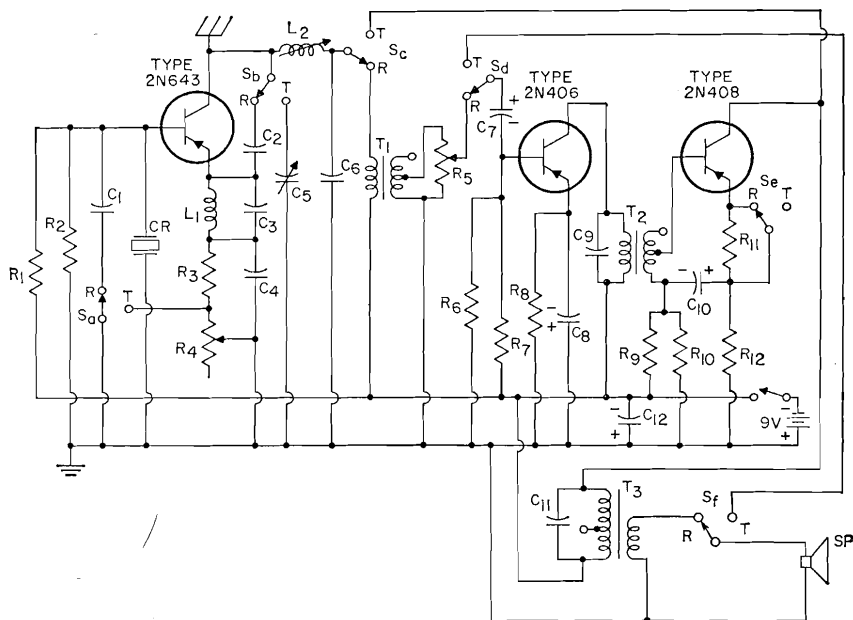 L2
T
Sc
R
T
Sd
R
TYPE
2N643
Sb
R
T
TYPE
2N406
TYPE
2N408
C7
+
-
C2
T1
R5
C6
C5
L1
C3
C1
CR
R2
R1
R3
C4
T
R
Sa
R4
R6
R7
R8
-
+
C8
C9
T2
Se
R
T
R11
-
+
C10
R9
R10
R12
-
+
C12
9V
-
+
C11
T3
Sf
R
T
SP